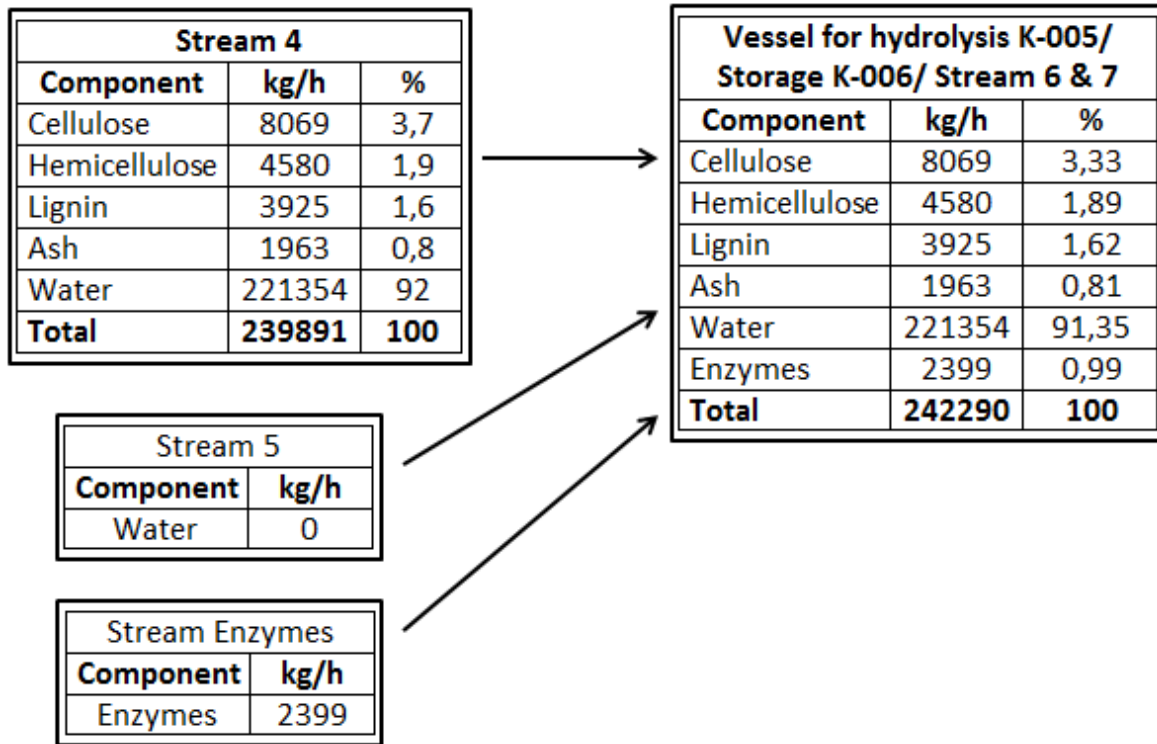 Stream 4
Component kg/h %
Cellulose 8069 3,7
Hemicellulose 4580 1,9
Lignin 3925 1,6
Ash 1963 0,8
Water 221354 92
Total 239891 100
Stream 5
Component kg/h
Water 0
Stream Enzymes
Component kg/h
Enzymes 2399
Vessel for hydrolysis K-005/
Storage K-006/ Stream 6 & 7
Component kg/h %
Cellulose 8069 3,33
Hemicellulose 4580 1,89
Lignin 3925 1,62
Ash 1963 0,81
Water 221354 91,35
Enzymes 2399 0,99
Total 242290 100